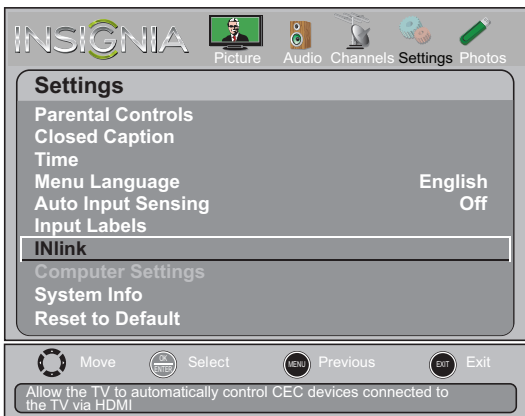 INSIGNIA
Picture Audio Channels Settings Photos
Settings
Parental Controls
Closed Caption
Time
Menu Language English
Auto Input Sensing Off
Input Labels
INlink
Computer Settings
System Info
Reset to Default
Move OK ENTER Select MENU Previous EXIT Exit
Allow the TV to automatically control CEC devices connected to
the TV via HDMI